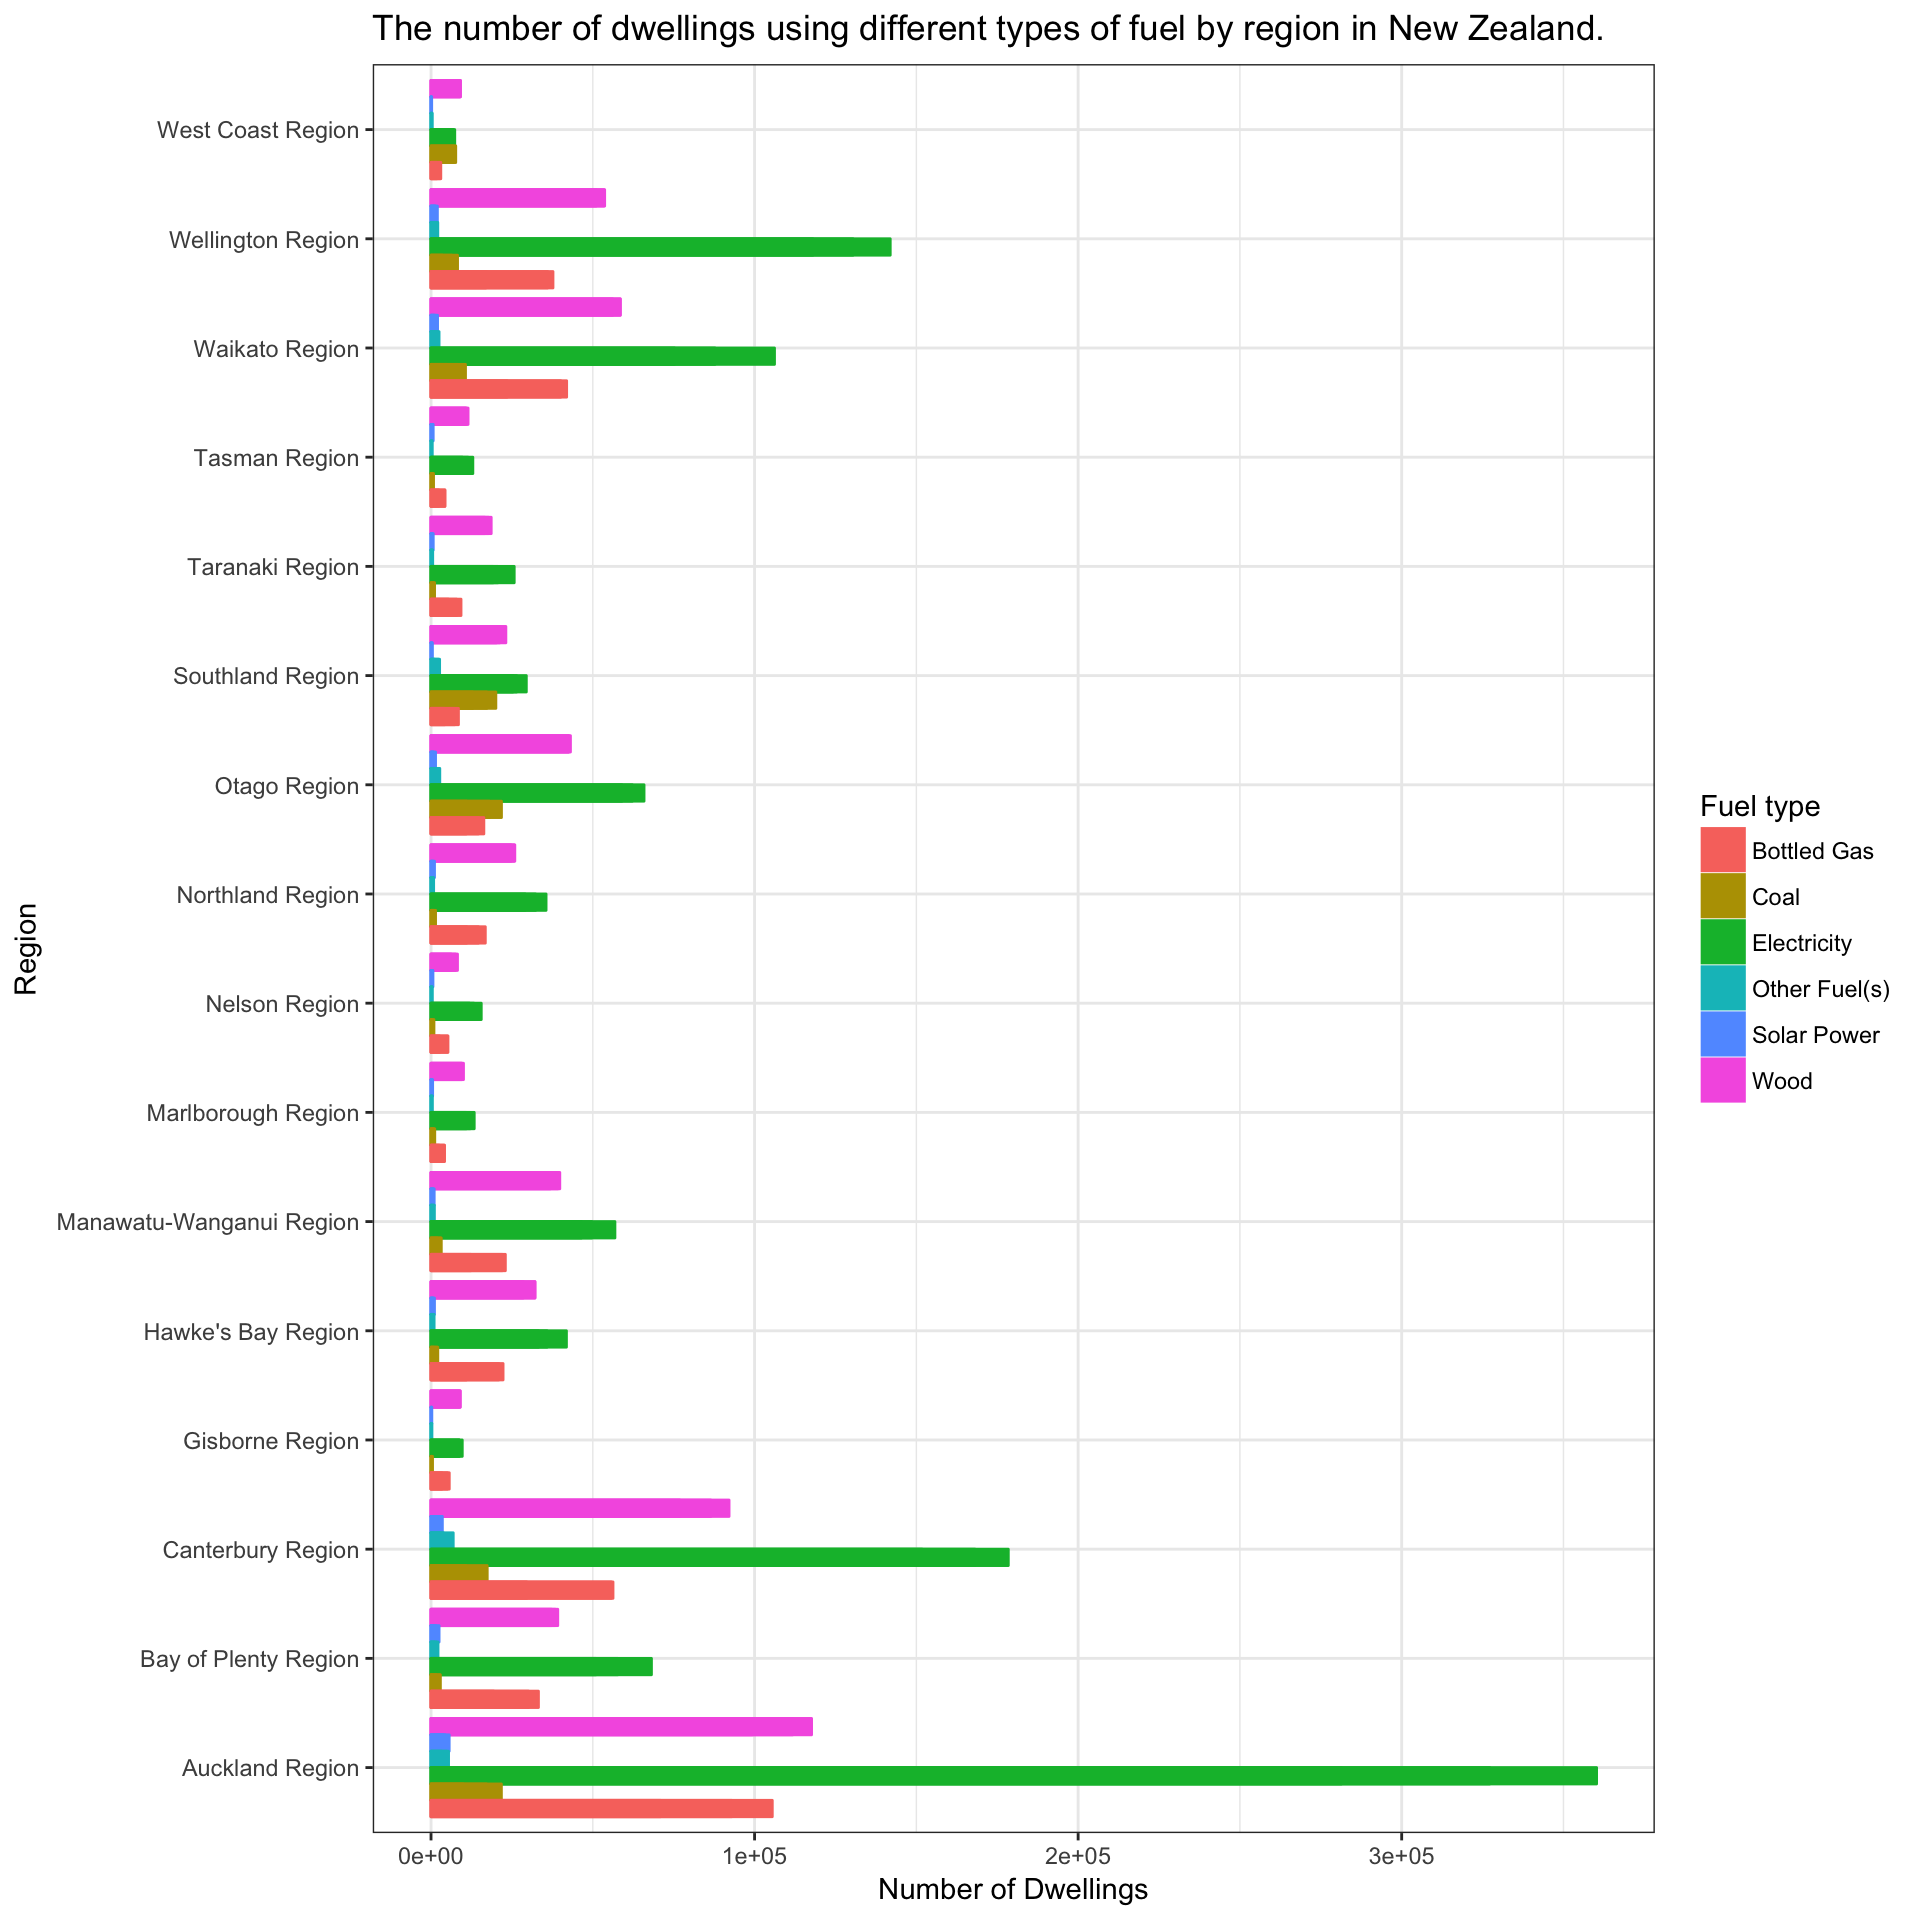 The number of dwellings using different types of fuel by region in New Zealand.
West Coast Region
Wellington Region
Waikato Region
Tasman Region
Taranaki Region
Southland Region
Otago Region
Northland Region
Nelson Region
Marlborough Region
Manawatu-Wanganui Region
Hawke's Bay Region
Gisborne Region
Canterbury Region
Bay of Plenty Region
Auckland Region
Region
0e+00 1e+05 2e+05 3e+05
Number of Dwellings
Fuel type
Bottled Gas
Coal
Electricity
Other Fuel(s)
Solar Power
Wood